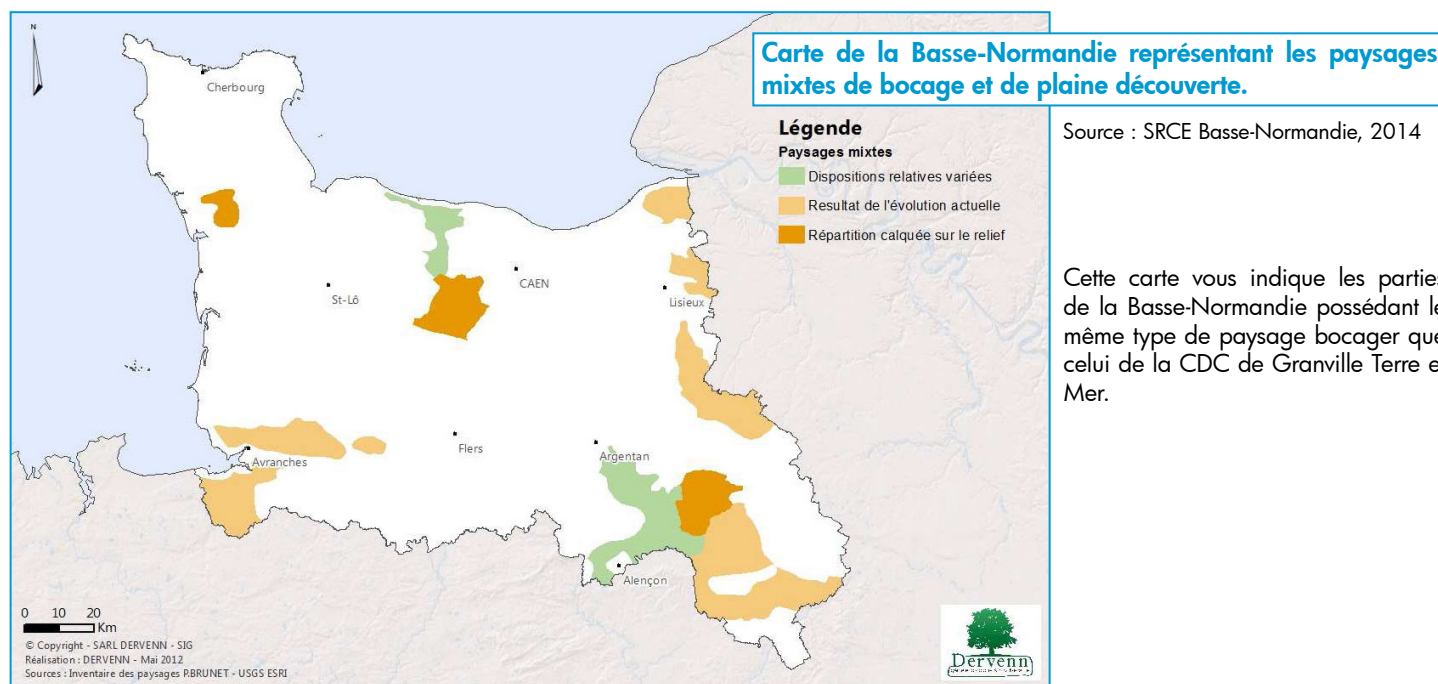 Carte de la Basse-Normandie représentant les paysages
mixtes de bocage et de plaine découverte.
Source : SRCE Basse-Normandie, 2014
Cette carte vous indique les parties
de la Basse-Normandie possédant
même type de paysage bocager que
celui de la CDC de Granville Terre
Mer.
N
Légende
Paysages mixtes
Dispositions relatives variées
Resultat de l'évolution actuelle
Répartition calquée sur le relief
Cherbourg
St-Lô
CAEN
Lisieux
Avranches
Flers
Argentan
Alençon
0 10 20
Km
© Copyright - SARL DERVENN - SIG
Réalisation : DERVENN - Mai 2012
Sources : Inventaire des paysages P.BRUNET - USGS ESRI
Dervenn